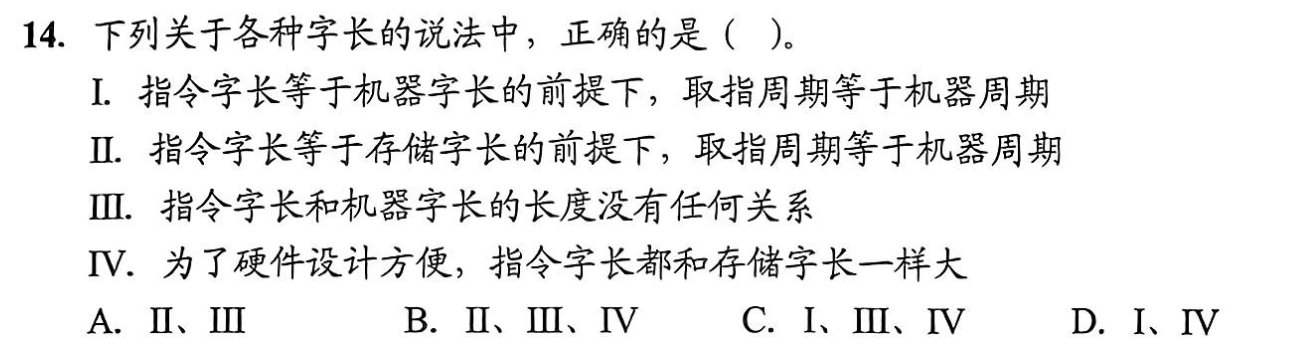 14. 下列关于各种字长的说法中，正确的是（ ）。
I. 指令字长等于机器字长的前提下，取指周期等于机器周期
II. 指令字长等于存储字长的前提下，取指周期等于机器周期
III. 指令字长和机器字长的长度没有任何关系
IV. 为了硬件设计方便，指令字长都和存储字长一样大
A. II、III B. II、III、IV C. I、III、IV D. I、IV